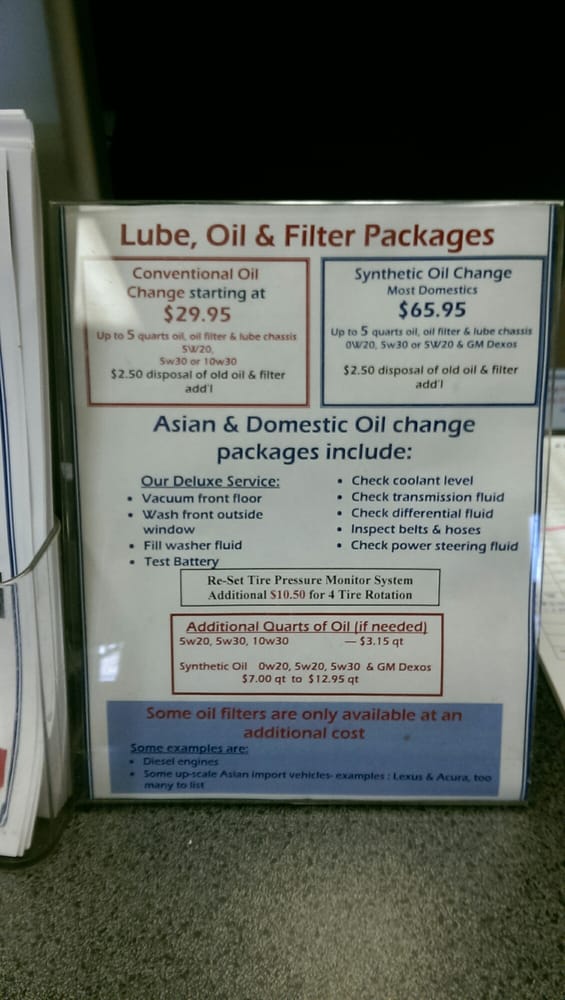 Lube, Oil & Filter Packages
Conventional Oil
Change starting at
$29.95
Up to 5 quarts oil, oil filter & lube chassis
5W20,
5w30 or 10w30
$2.50 disposal of old oil & filter
add'l
Synthetic Oil Change
Most Domestics
$65.95
Up to 5 quarts oil, oil filter & lube chassis
0W20, 5w30 or 5W20 & GM Dexos
$2.50 disposal of old oil & filter
add'l
Asian & Domestic Oil change
packages include:
Our Deluxe Service:
• Vacuum front floor
• Wash front outside
window
• Fill washer fluid
• Test Battery
• Check coolant level
• Check transmission fluid
• Check differential fluid
• Inspect belts & hoses
• Check power steering fluid
Re-Set Tire Pressure Monitor System
Additional $10.50 for 4 Tire Rotation
Additional Quarts of Oil (if needed)
5w20, 5w30, 10w30 — $3.15 qt
Synthetic Oil 0w20, 5w20, 5w30 & GM Dexos
$7.00 qt to $12.95 qt
Some oil filters are only available at an
additional cost
Some examples are:
• Diesel engines
• Some up-scale Asian import vehicles- examples : Lexus & Acura, too
many to list